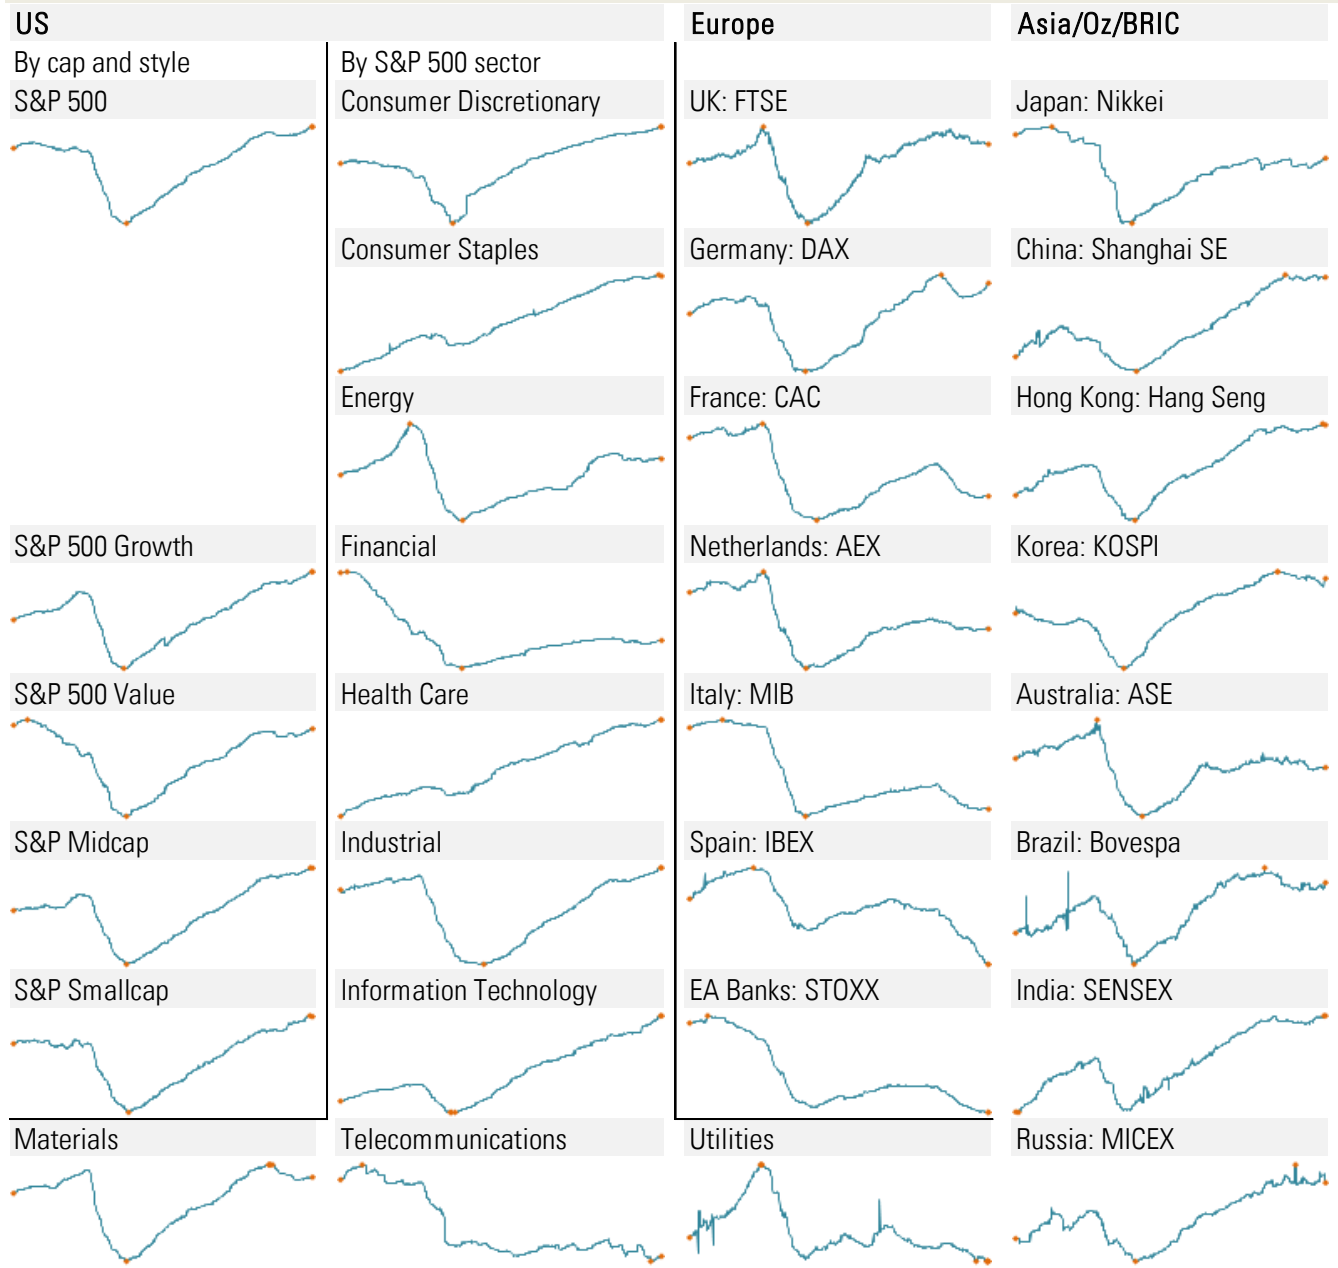 US
Europe
Asia/Oz/BRIC
By cap and style
By S&P 500 sector
S&P 500
Consumer Discretionary
UK: FTSE
Japan: Nikkei
Consumer Staples
Germany: DAX
China: Shanghai SE
Energy
France: CAC
Hong Kong: Hang Seng
S&P 500 Growth
Financial
Netherlands: AEX
Korea: KOSPI
S&P 500 Value
Health Care
Italy: MIB
Australia: ASE
S&P Midcap
Industrial
Spain: IBEX
Brazil: Bovespa
S&P Smallcap
Information Technology
EA Banks: STOXX
India: SENSEX
Materials
Telecommunications
Utilities
Russia: MICEX